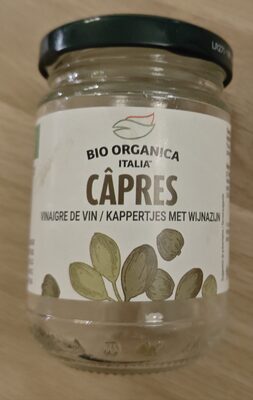 BIO ORGANICA
ITALIA
CÂPRES
VINAIGRE DE VIN / KAPPERTJES MET WIJNAZIJN